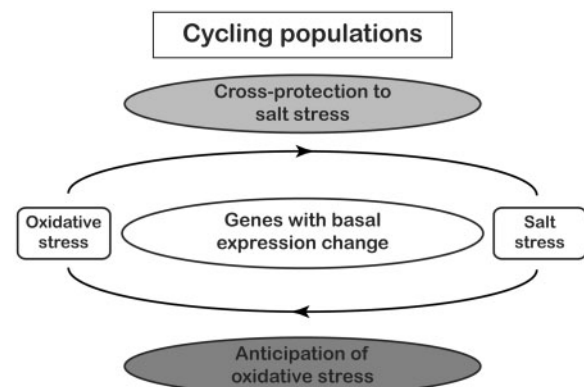 Cycling populations
Cross-protection to
salt stress
Oxidative
stress
Genes with basal
expression change
Salt
stress
Anticipation of
oxidative stress